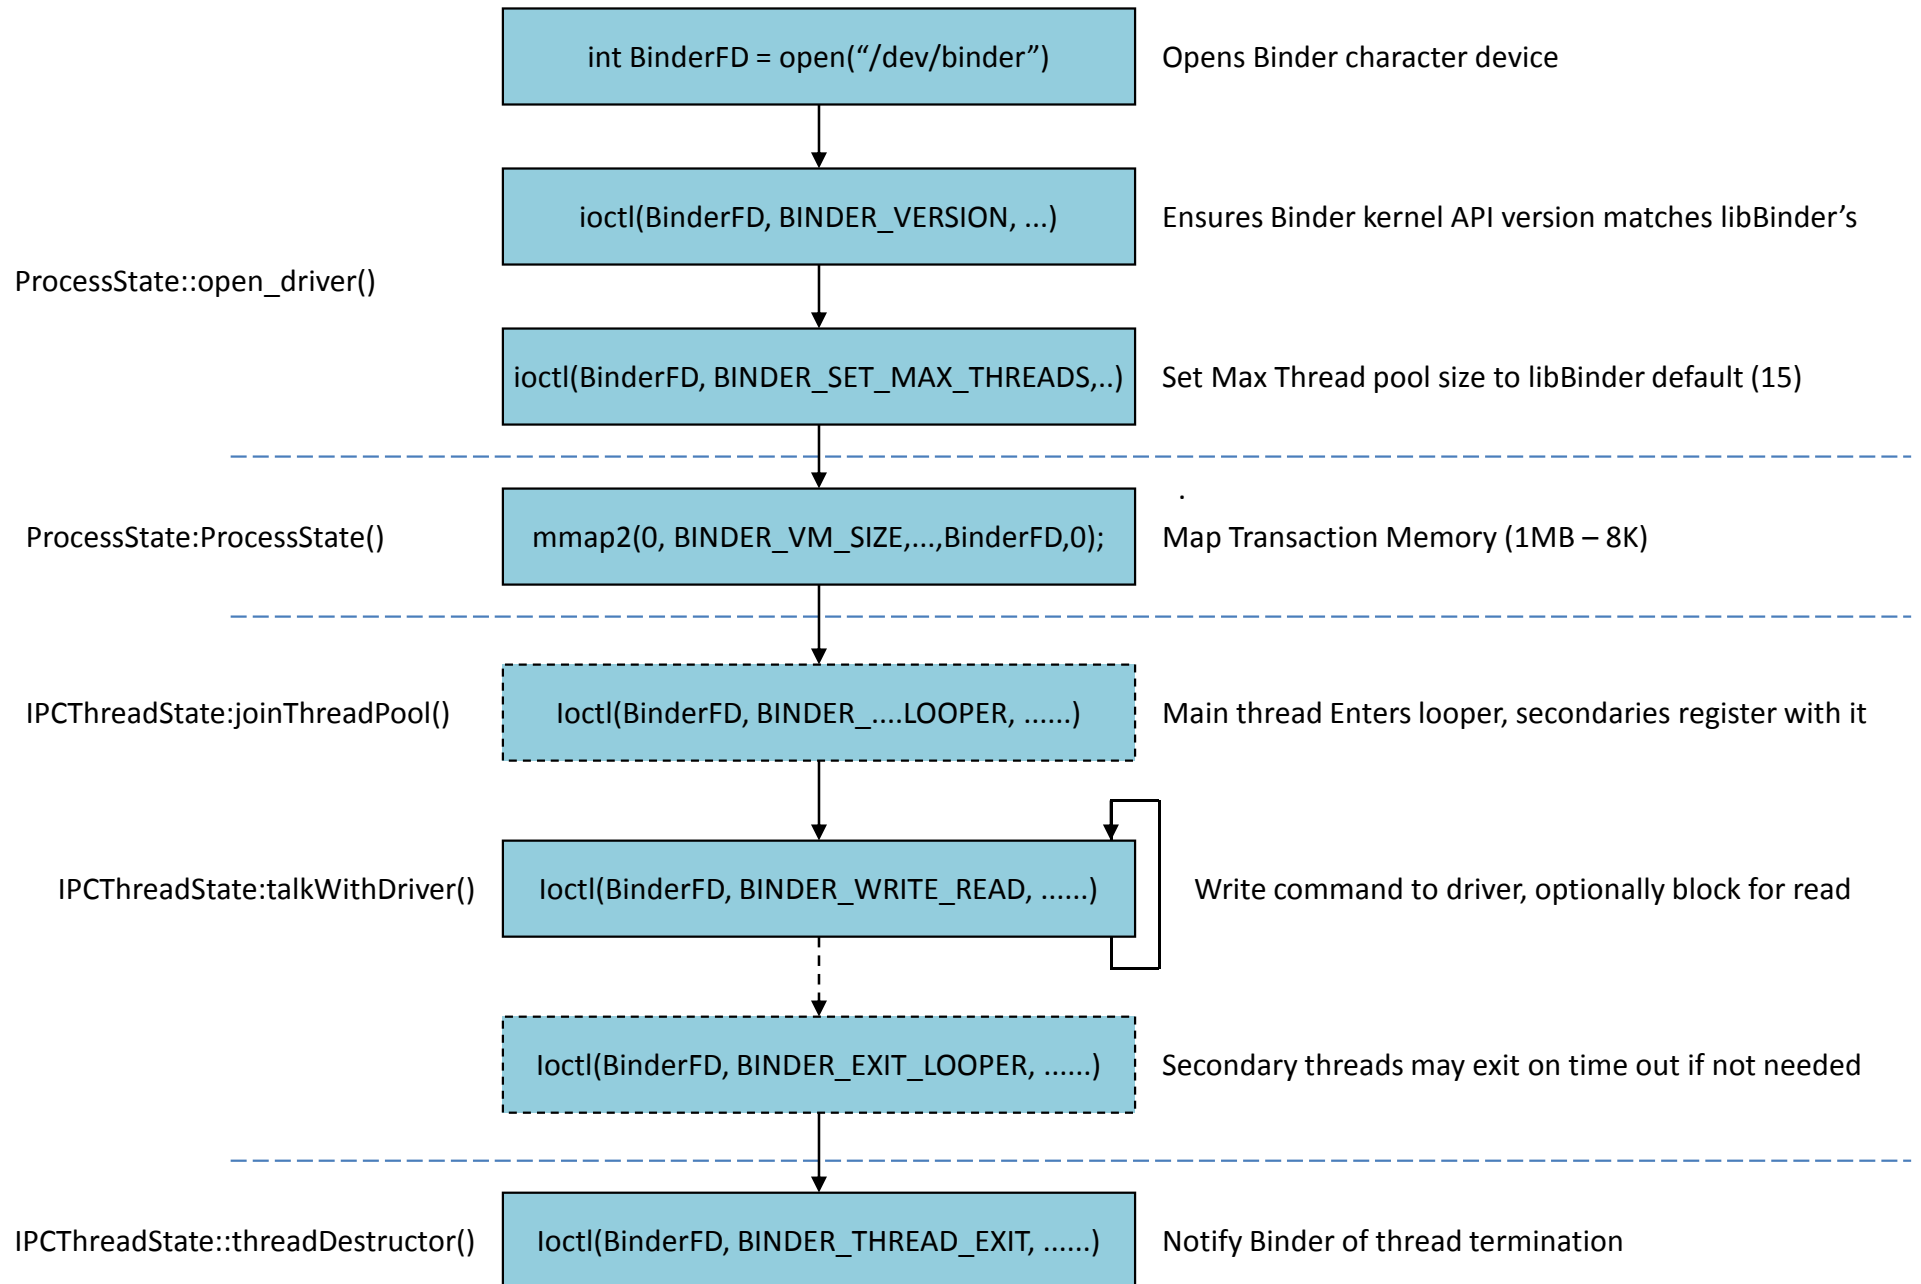 int BinderFD = open(“/dev/binder”)
Opens Binder character device
ioctl(BinderFD, BINDER_VERSION, ...)
Ensures Binder kernel API version matches libBinder’s
ProcessState::open_driver()
ioctl(BinderFD, BINDER_SET_MAX_THREADS,..)
Set Max Thread pool size to libBinder default (15)
.
ProcessState:ProcessState()
mmap2(0, BINDER_VM_SIZE,...,BinderFD,0);
Map Transaction Memory (1MB – 8K)
IPCThreadState:joinThreadPool()
Ioctl(BinderFD, BINDER_....LOOPER, ......)
Main thread Enters looper, secondaries register with it
IPCThreadState:talkWithDriver()
Ioctl(BinderFD, BINDER_WRITE_READ, ......)
Write command to driver, optionally block for read
Ioctl(BinderFD, BINDER_EXIT_LOOPER, ......)
Secondary threads may exit on time out if not needed
IPCThreadState::threadDestructor()
Ioctl(BinderFD, BINDER_THREAD_EXIT, ......)
Notify Binder of thread termination